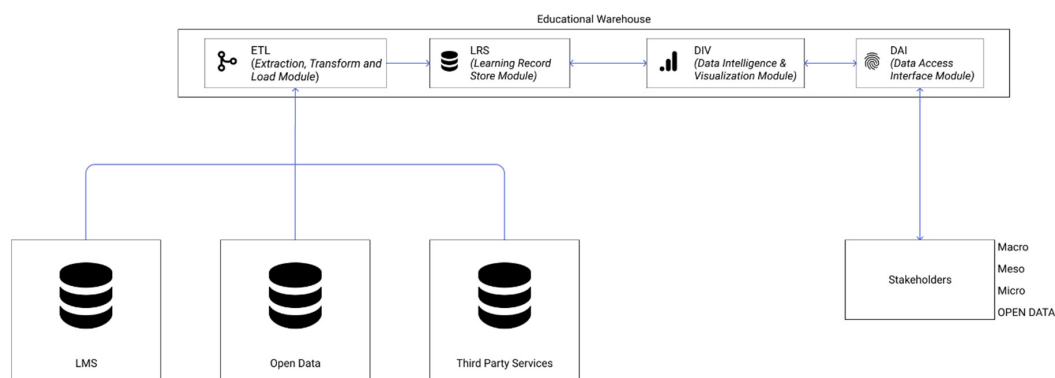 Educational Warehouse
ETL
(Extraction, Transform and
Load Module)
LRS
(Learning Record
Store Module)
DIV
(Data Intelligence &
Visualization Module)
DAI
(Data Access
Interface Module)
LMS
Open Data
Third Party Services
Stakeholders
Macro
Meso
Micro
OPEN DATA